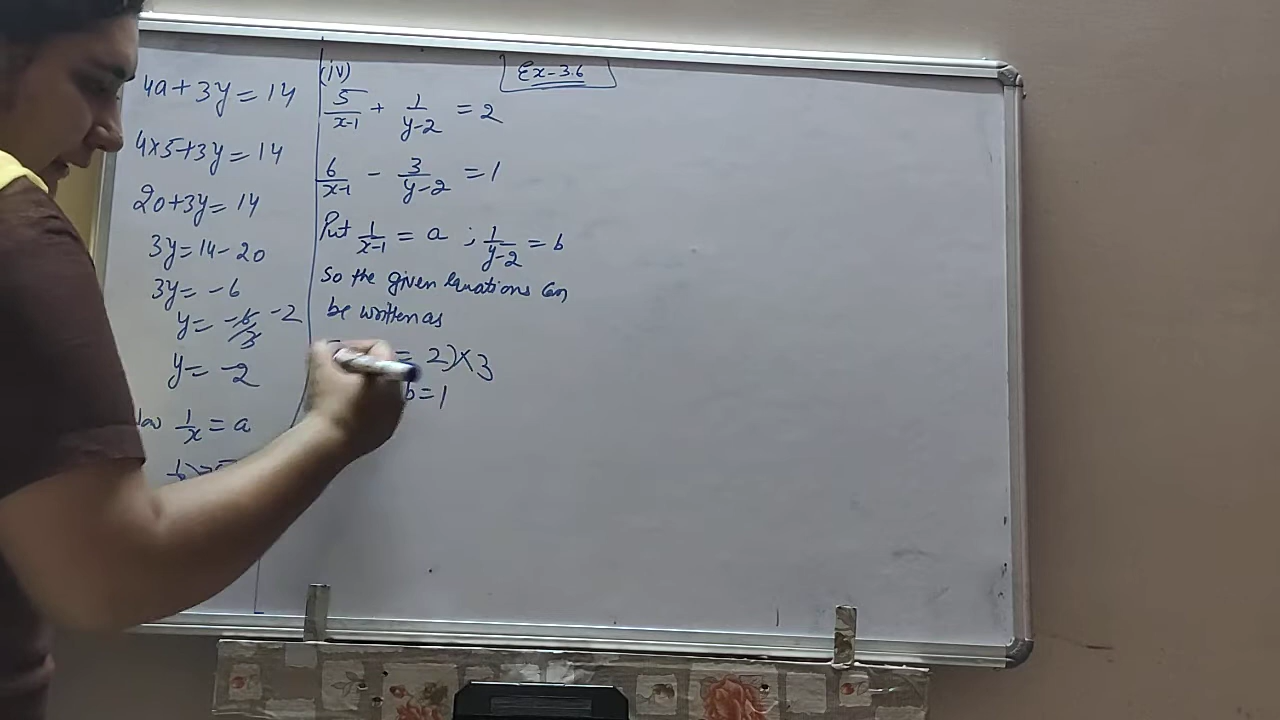 4a + 3y = 14
4×5 + 3y = 14
20 + 3y = 14
3y = 14 - 20
3y = -6
y = -6/3 -2
y = -2
1/x = a
(iv)
Ex-3.6
5/x-1 + 1/y-2 = 2
6/x-1 - 3/y-2 = 1
Put 1/x-1 = a ; 1/y-2 = b
So the given equations can
be written as
= 2)×3
b = 1